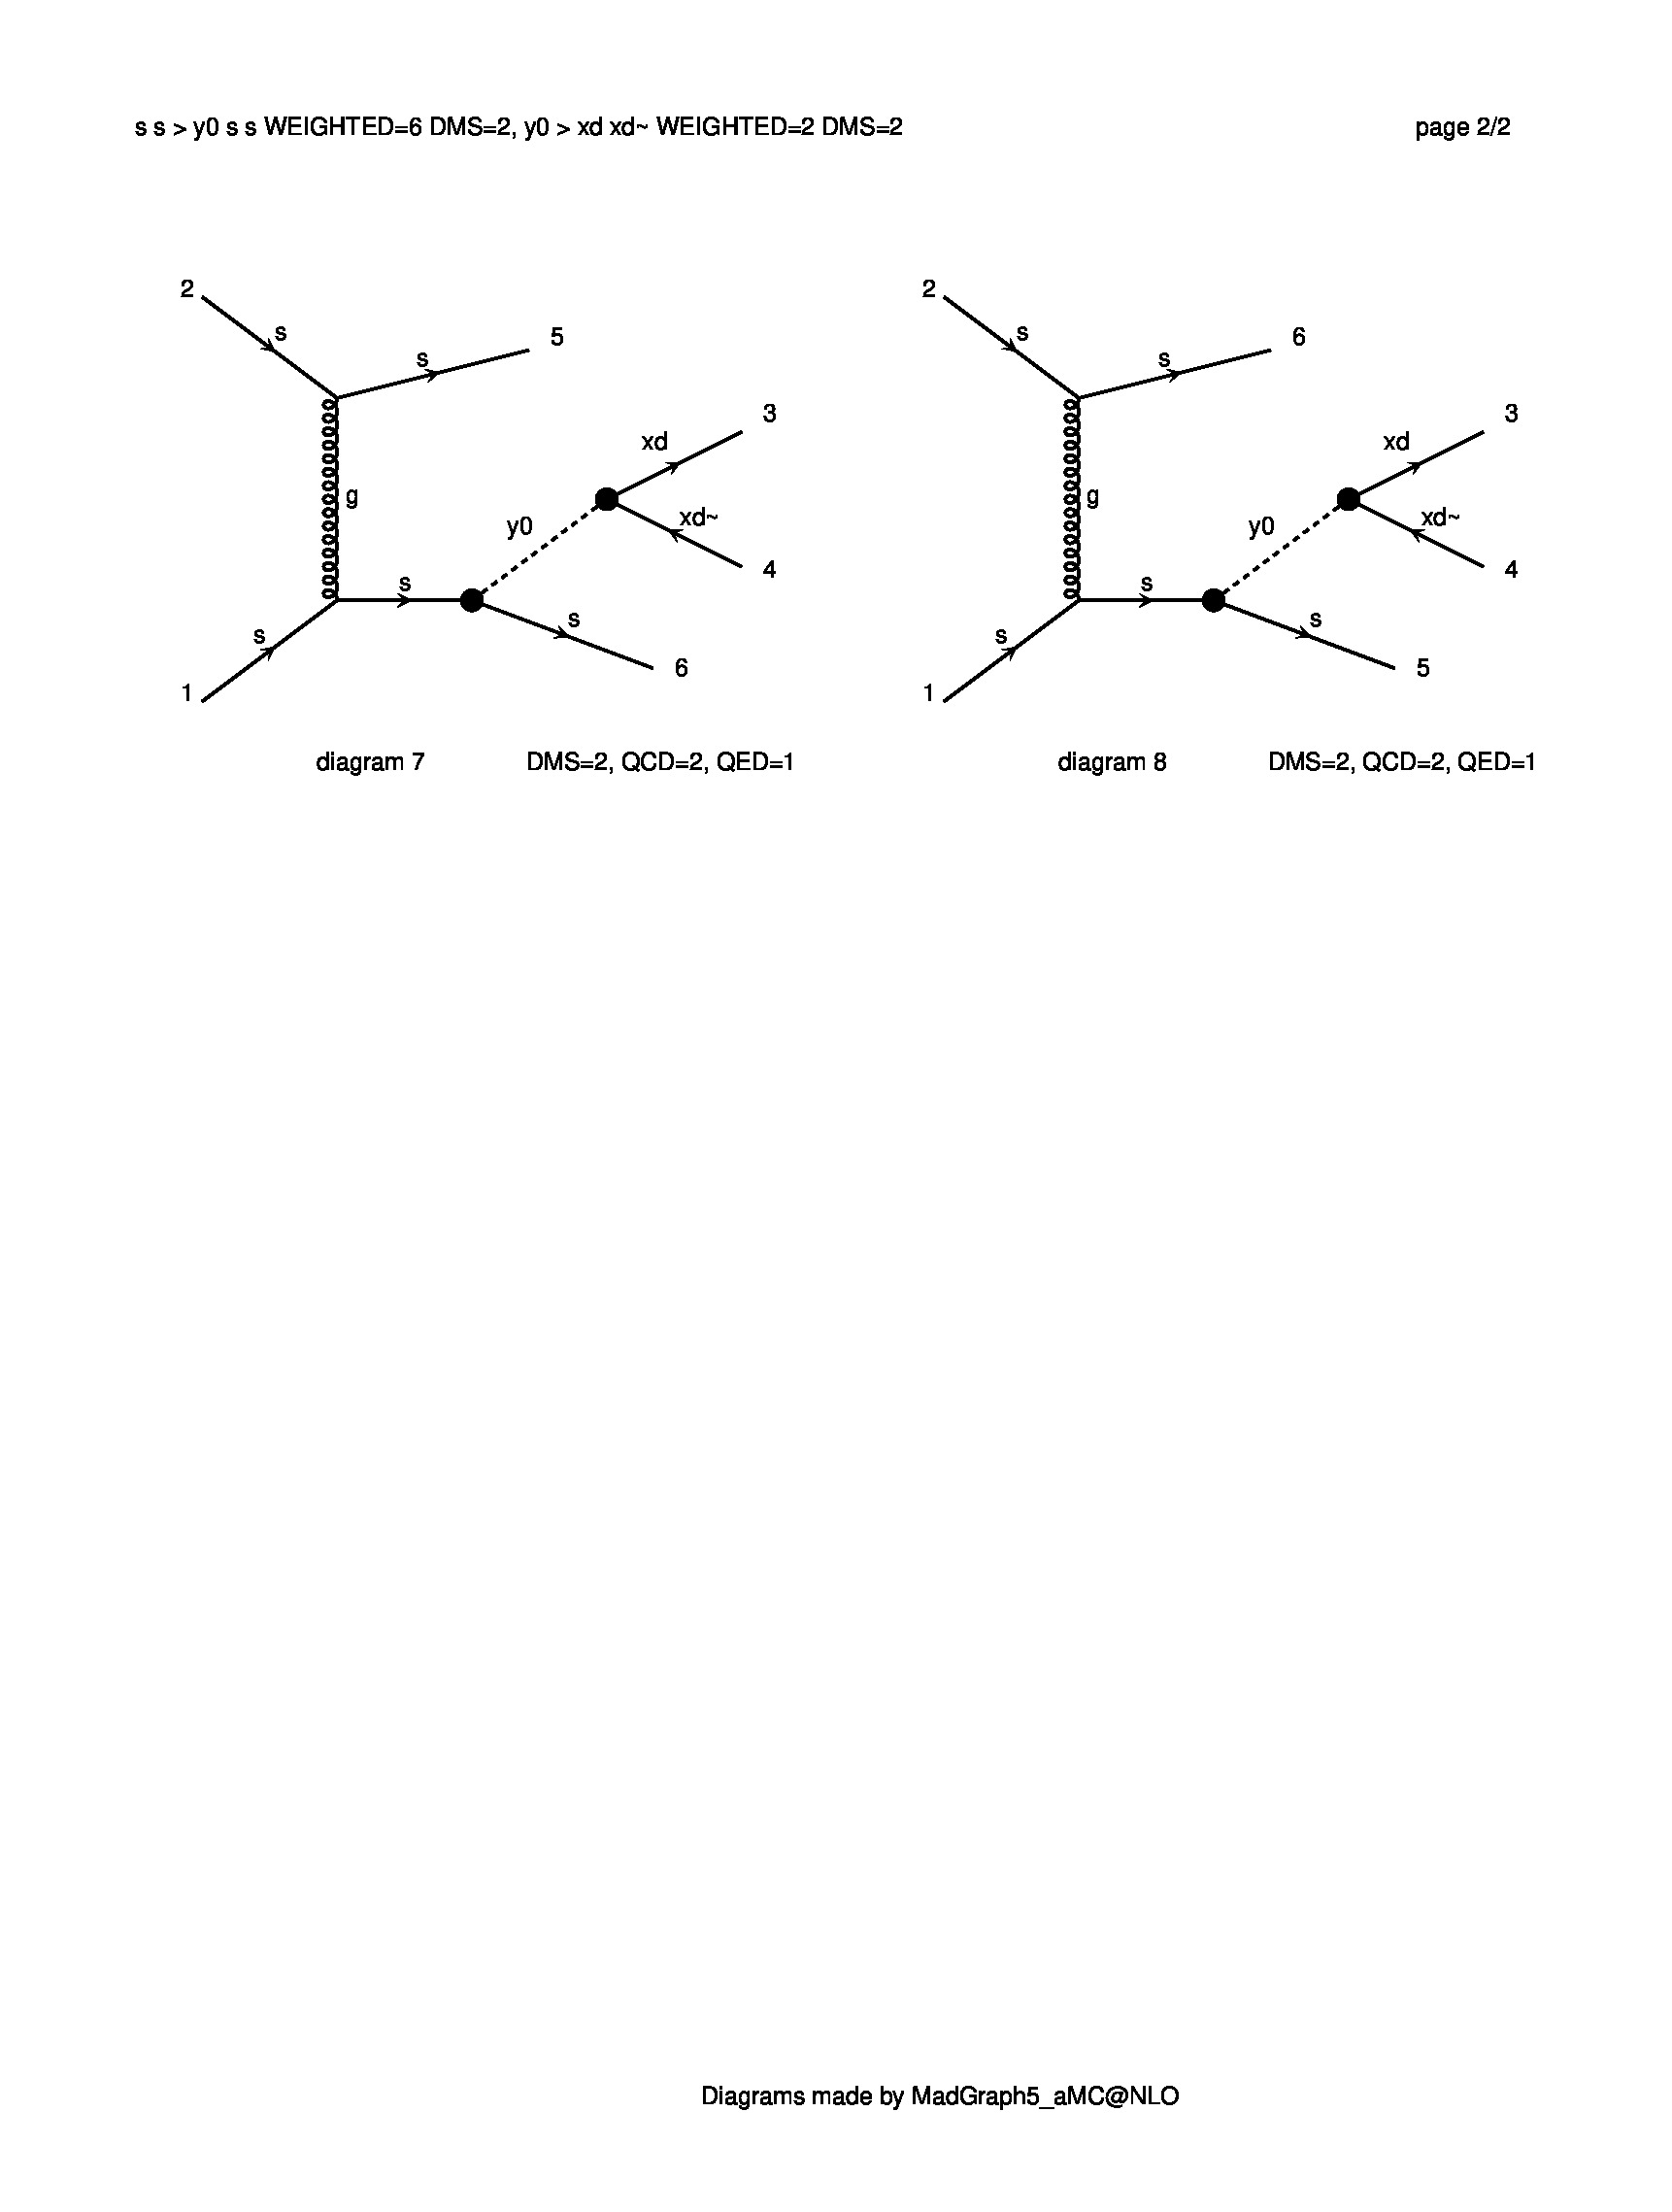 s s > y0 s s WEIGHTED=6 DMS=2, y0 > xd xd~ WEIGHTED=2 DMS=2 page 2/2
2
s
s
5
g
3
xd
xd~
4
y0
s
s
6
s
1
diagram 7 DMS=2, QCD=2, QED=1
2
s
s
6
g
3
xd
xd~
4
y0
s
s
5
s
1
diagram 8 DMS=2, QCD=2, QED=1
Diagrams made by MadGraph5_aMC@NLO